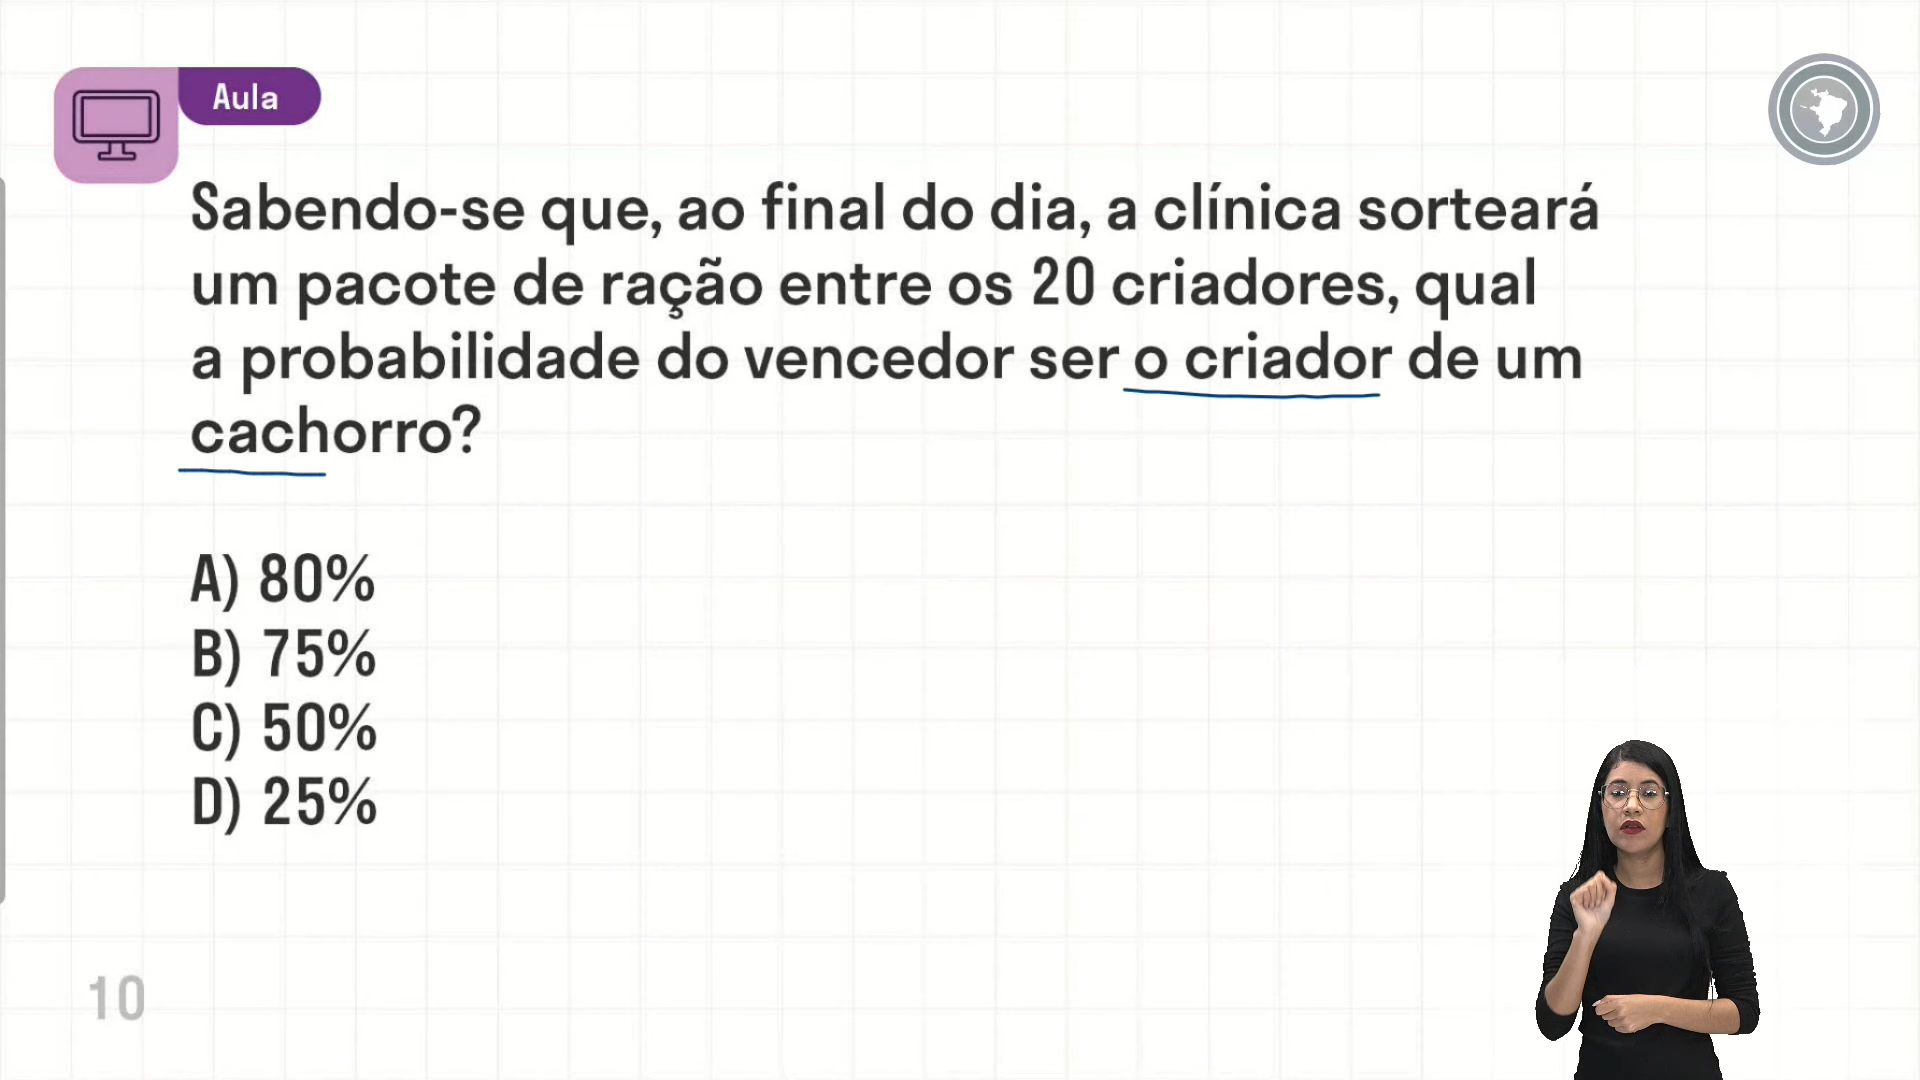 Aula
Sabendo-se que, ao final do dia, a clínica sorteará
um pacote de ração entre os 20 criadores, qual
a probabilidade do vencedor ser o criador de um
cachorro?
A) 80%
B) 75%
C) 50%
D) 25%
10